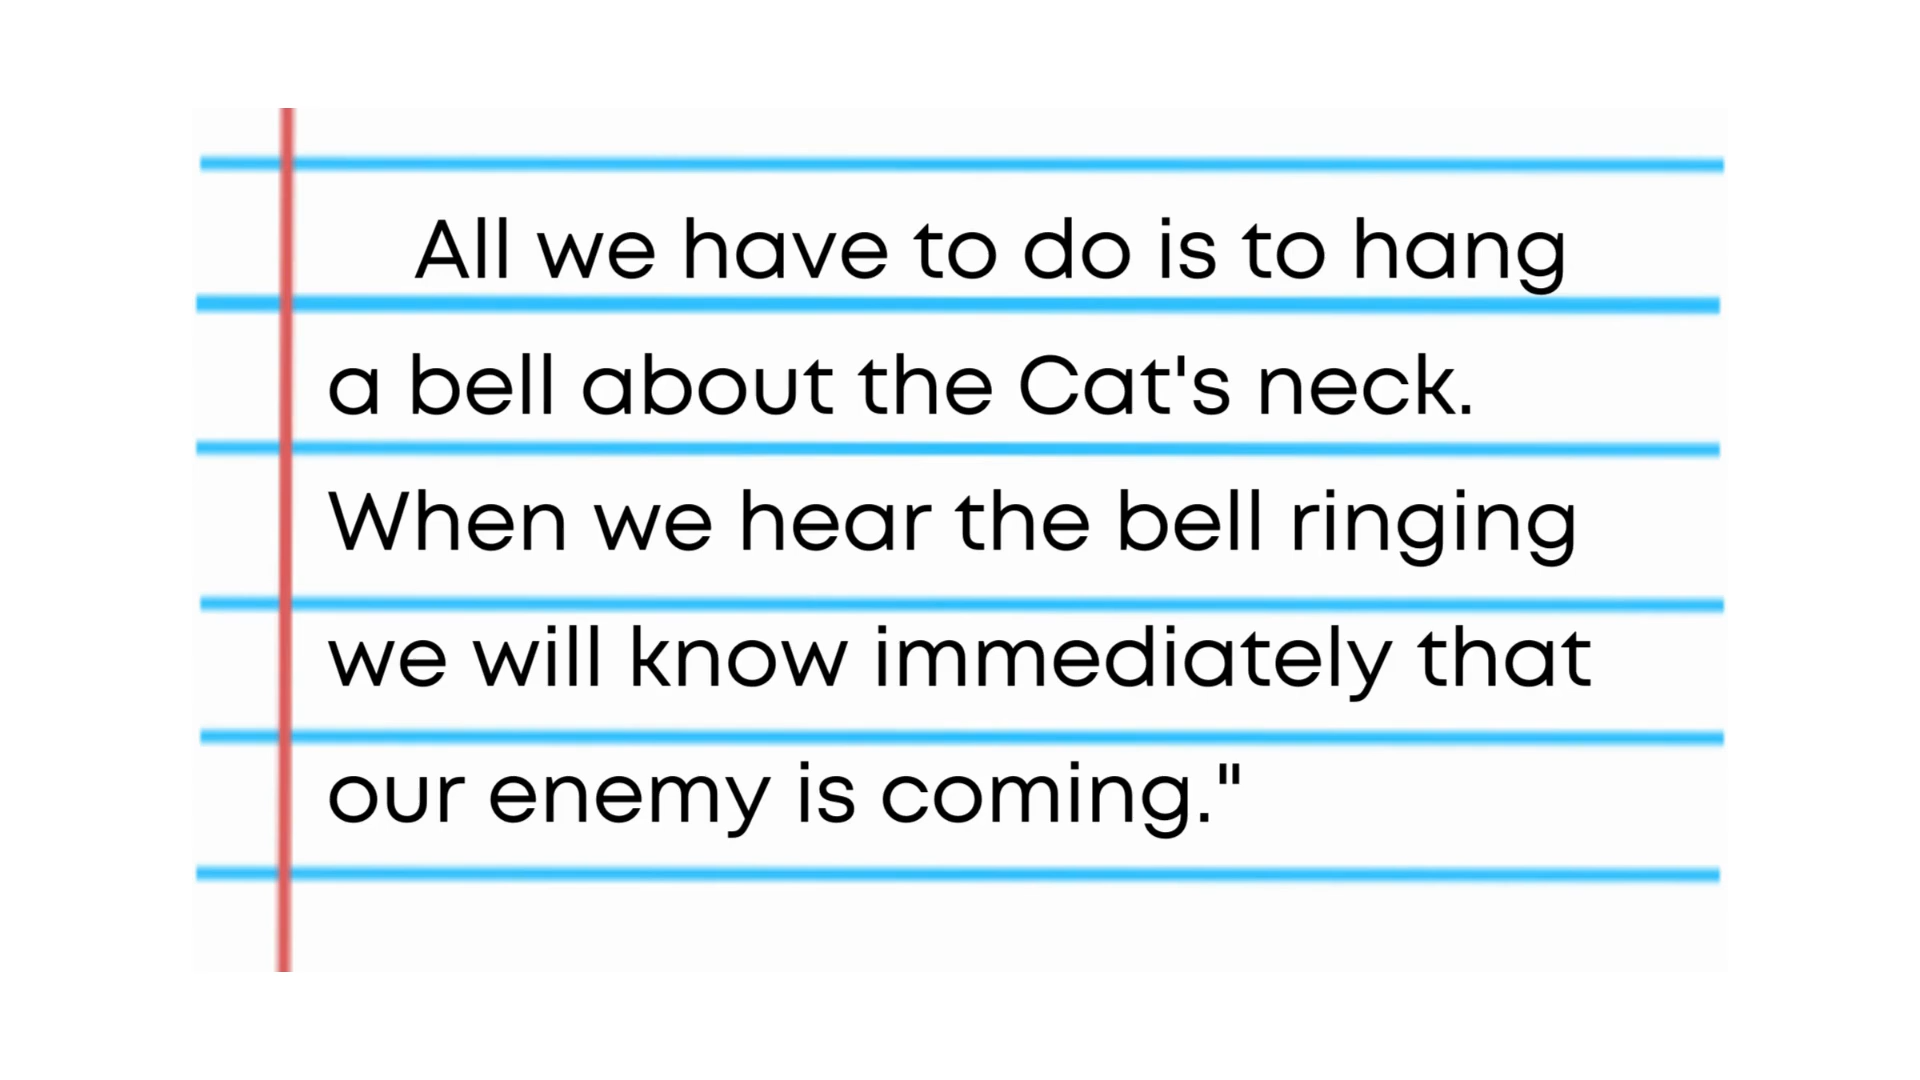 All we have to do is to hang
a bell about the Cat's neck.
When we hear the bell ringing
we will know immediately that
our enemy is coming."